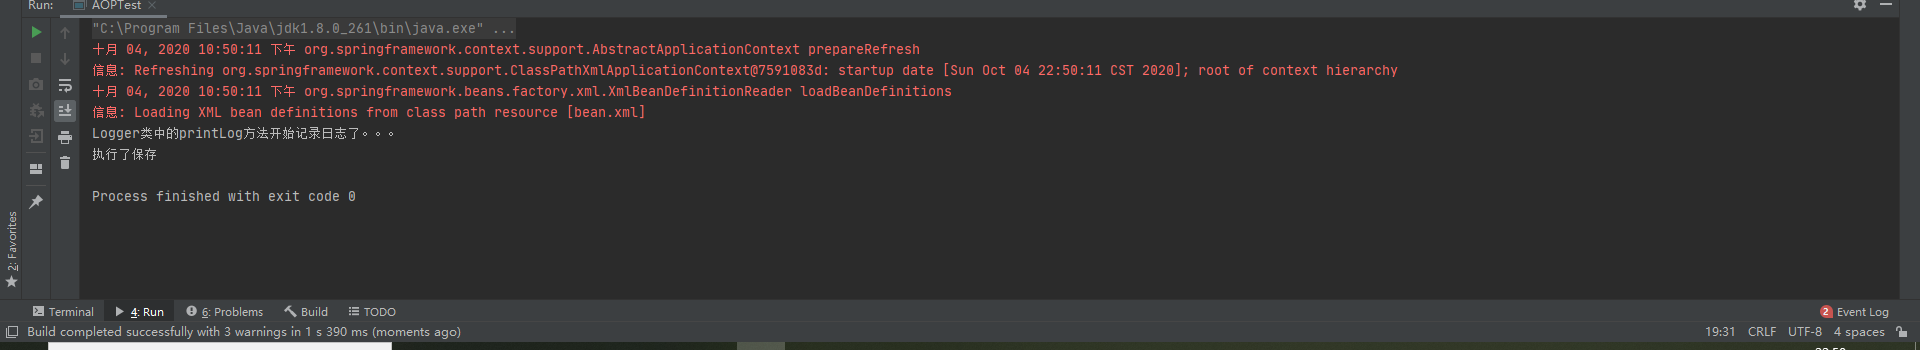 Run: AOPTest
"C:\Program Files\Java\jdk1.8.0_261\bin\java.exe" ...
十月 04, 2020 10:50:11 下午 org.springframework.context.support.AbstractApplicationContext prepareRefresh
信息: Refreshing org.springframework.context.support.ClassPathXmlApplicationContext@7591083d: startup date [Sun Oct 04 22:50:11 CST 2020]; root of context hierarchy
十月 04, 2020 10:50:11 下午 org.springframework.beans.factory.xml.XmlBeanDefinitionReader loadBeanDefinitions
信息: Loading XML bean definitions from class path resource [bean.xml]
Logger类中的printLog方法开始记录日志了。。。
执行了保存
Process finished with exit code 0
2: Favorites
Terminal 4: Run 6: Problems Build TODO 2 Event Log
Build completed successfully with 3 warnings in 1 s 390 ms (moments ago) 19:31 CRLF UTF-8 4 spaces